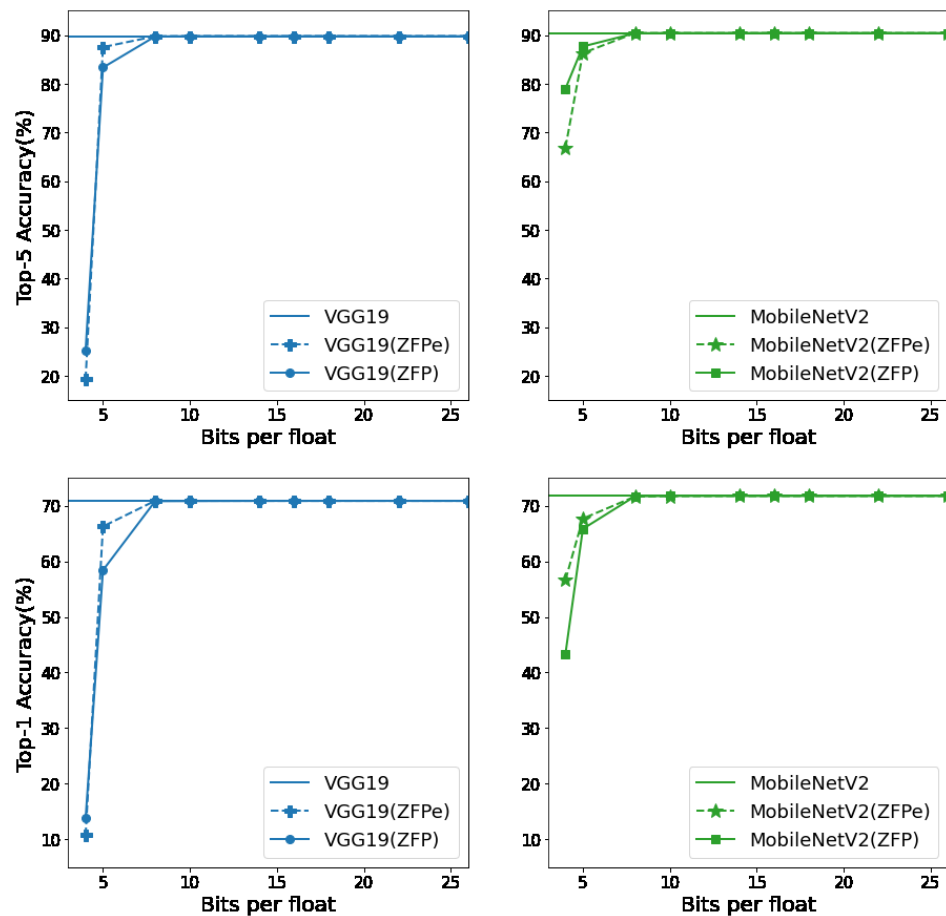 Top-5 Accuracy(%)
90
80
70
60
50
40
30
20
VGG19
VGG19(ZFPe)
VGG19(ZFP)
5 10 15 20 25
Bits per float
90
80
70
60
50
40
30
20
MobileNetV2
MobileNetV2(ZFPe)
MobileNetV2(ZFP)
5 10 15 20 25
Bits per float
Top-1 Accuracy(%)
70
60
50
40
30
20
10
VGG19
VGG19(ZFPe)
VGG19(ZFP)
5 10 15 20 25
Bits per float
70
60
50
40
30
20
10
MobileNetV2
MobileNetV2(ZFPe)
MobileNetV2(ZFP)
5 10 15 20 25
Bits per float